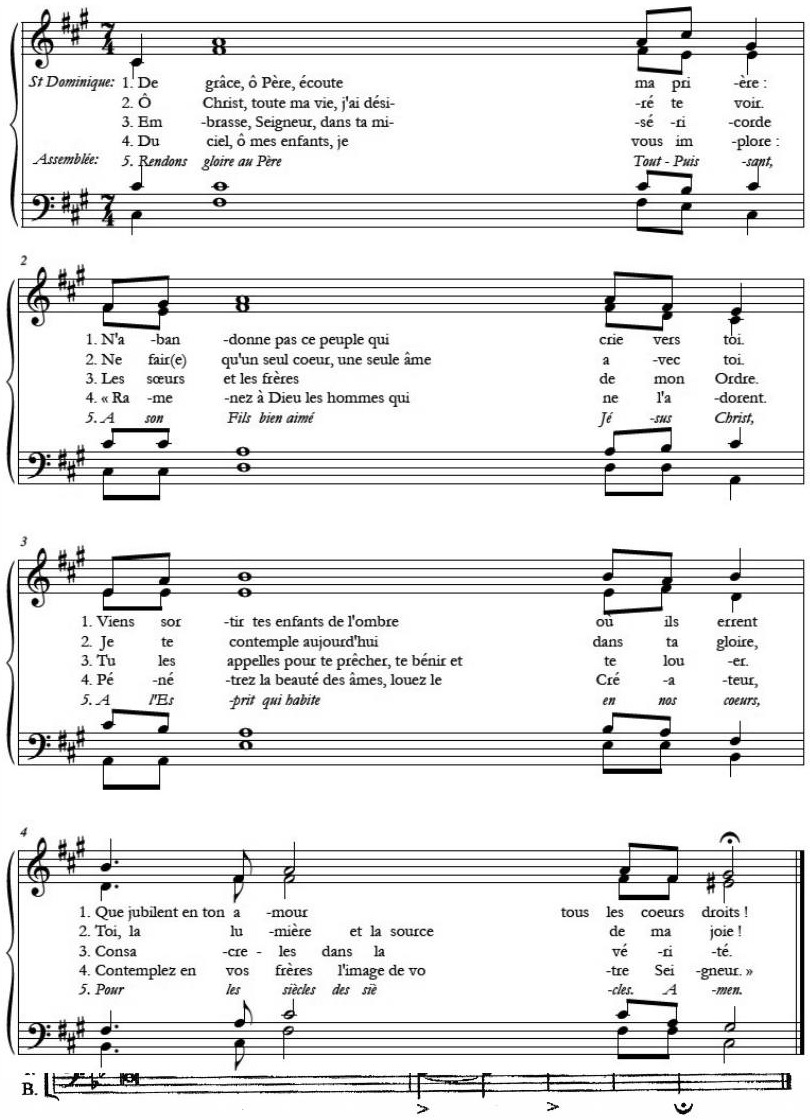 7 4
St Dominique: 1. De grâce, ô Père, écoute ma pri -ère :
2. Ô Christ, toute ma vie, j'ai dési- -ré te voir.
3. Em -brasse, Seigneur, dans ta mi- -sé -ri -corde
4. Du ciel, ô mes enfants, je vous im -plore :
Assemblée: 5. Rendons gloire au Père Tout - Puis -sant,
7 4
2
1. N'a -ban -donne pas ce peuple qui crie vers toi.
2. Ne fair(e) qu'un seul coeur, une seule âme a -vec toi.
3. Les sœurs et les frères de mon Ordre.
4. « Ra -me -nez à Dieu les hommes qui ne l'a -dorent.
5. A son Fils bien aimé Jé -sus Christ,
3
1. Viens sor -tir tes enfants de l'ombre où ils errent
2. Je te contemple aujourd'hui dans ta gloire,
3. Tu les appelles pour te prêcher, te bénir et te lou -er.
4. Pé -né -trez la beauté des âmes, louez le Cré -a -teur,
5. A l'Es -prit qui habite en nos coeurs,
4
1. Que jubilent en ton a -mour tous les coeurs droits !
2. Toi, la lu -mière et la source de ma joie !
3. Consa -cre - les dans la vé -ri -té.
4. Contemplez en vos frères l'image de vo -tre Sei -gneur. »
5. Pour les siècles des siè -cles. A -men.
B.